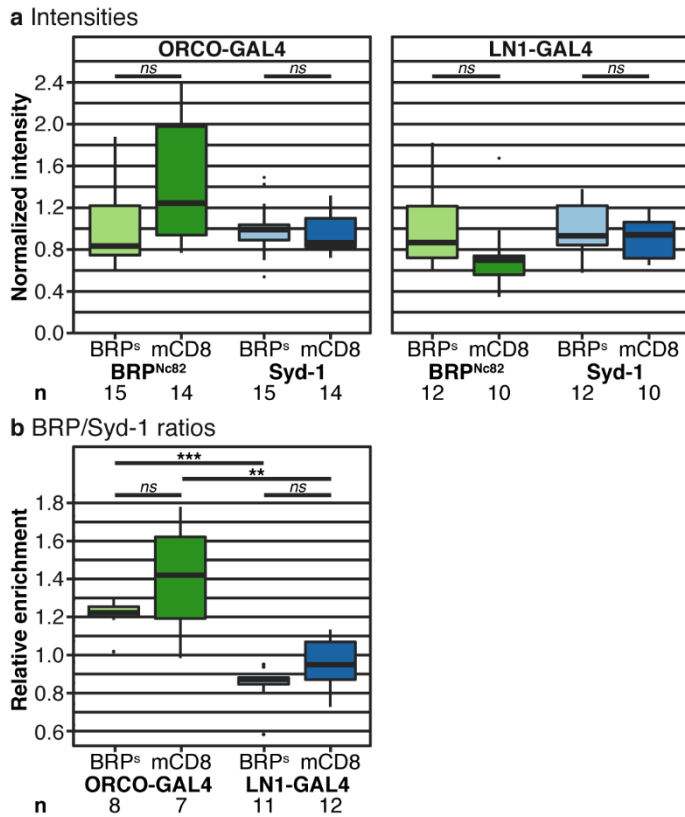 a Intensities
ORCO-GAL4 LN1-GAL4
ns ns ns ns
Normalized intensity
2.4
2.0
1.6
1.2
0.8
0.4
0.0
BRPˢ mCD8 BRPˢ mCD8 BRPˢ mCD8 BRPˢ mCD8
BRPᴺᶜ⁸² Syd-1 BRPᴺᶜ⁸² Syd-1
n 15 14 15 14 12 10 12 10
b BRP/Syd-1 ratios
***
**
ns ns
Relative enrichment
1.8
1.6
1.4
1.2
1.0
0.8
0.6
BRPˢ mCD8 BRPˢ mCD8
ORCO-GAL4 LN1-GAL4
n 8 7 11 12